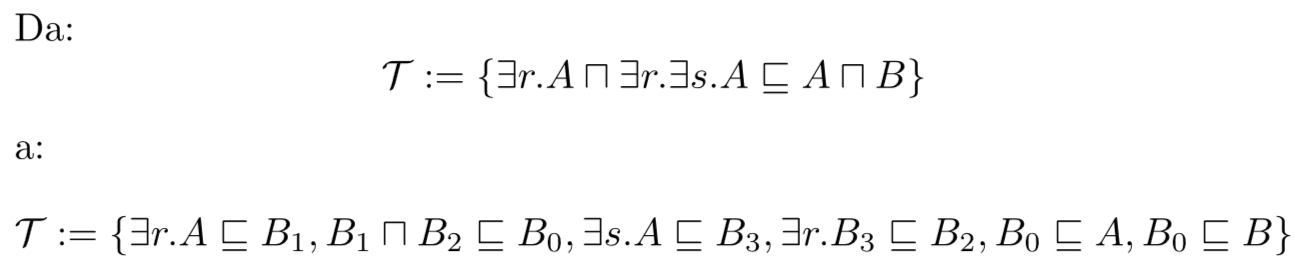 Da:
𝒯 := {∃r.A ⊓ ∃r.∃s.A ⊑ A ⊓ B}
a:
𝒯 := {∃r.A ⊑ B₁, B₁ ⊓ B₂ ⊑ B₀, ∃s.A ⊑ B₃, ∃r.B₃ ⊑ B₂, B₀ ⊑ A, B₀ ⊑ B}